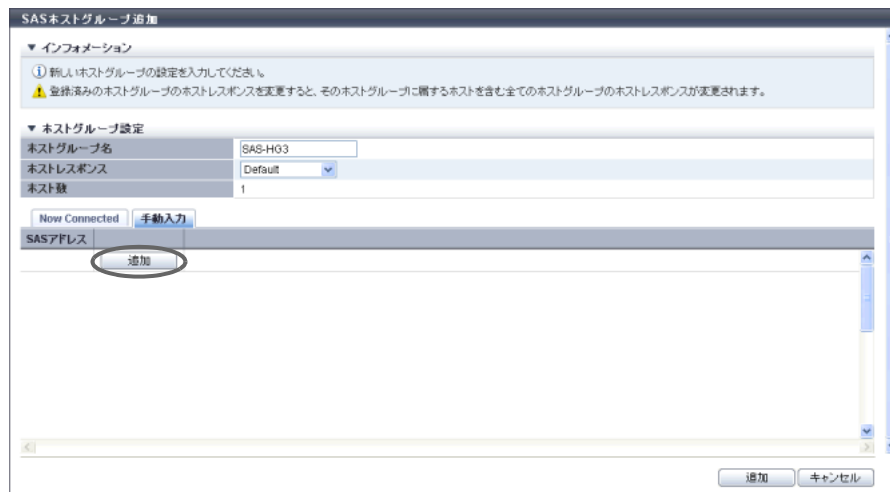 SASホストグループ追加
▼ インフォメーション
新しいホストグループの設定を入力してください。
登録済みのホストグループのホストレスポンスを変更すると、そのホストグループに属するホストを含む全てのホストグループのホストレスポンスが変更されます。
▼ ホストグループ設定
ホストグループ名 SAS-HG3
ホストレスポンス Default
ホスト数 1
Now Connected 手動入力
SASアドレス
追加
追加 キャンセル